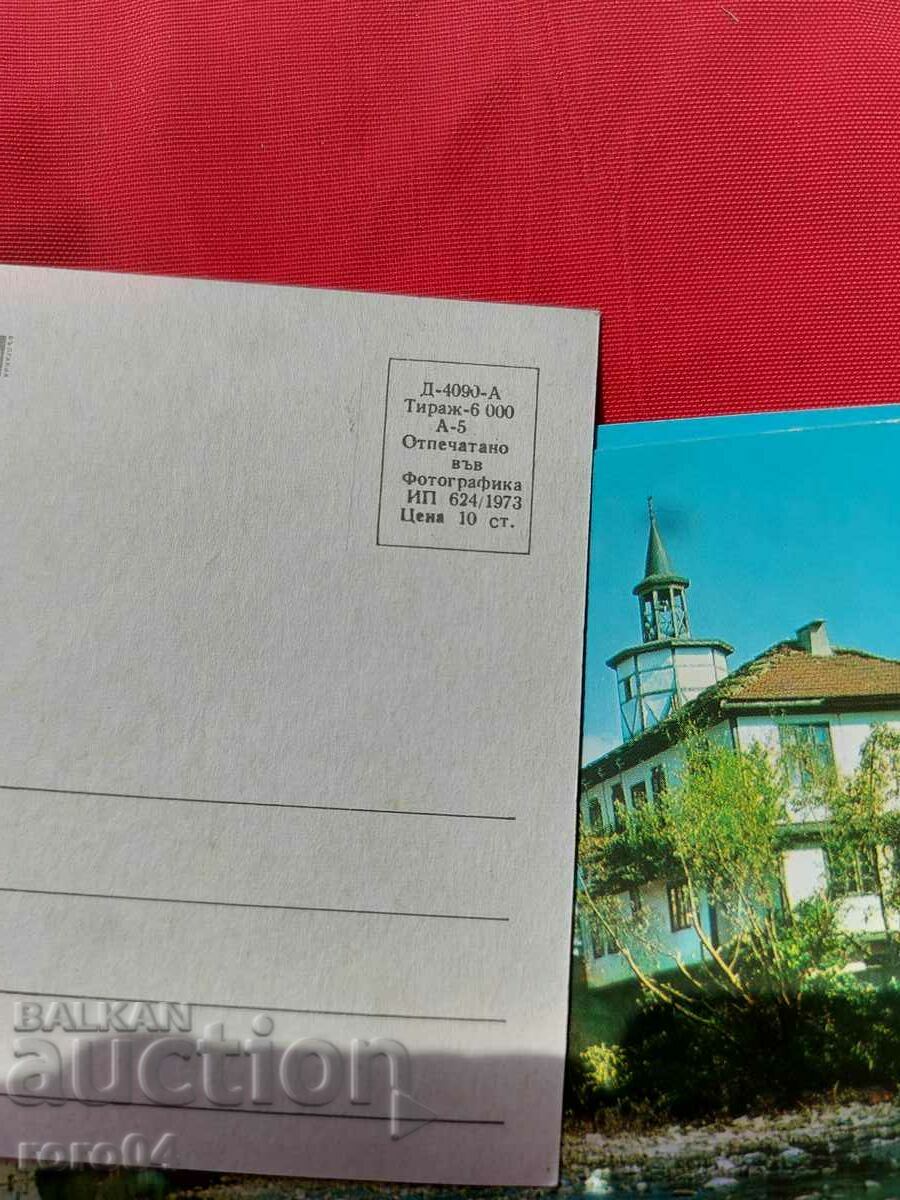 Д-4090-А
Тираж-6 000
А-5
Отпечатано
във
Фотографика
ИП 624/1973
Цена 10 ст.
BALKAN
auction
roro04